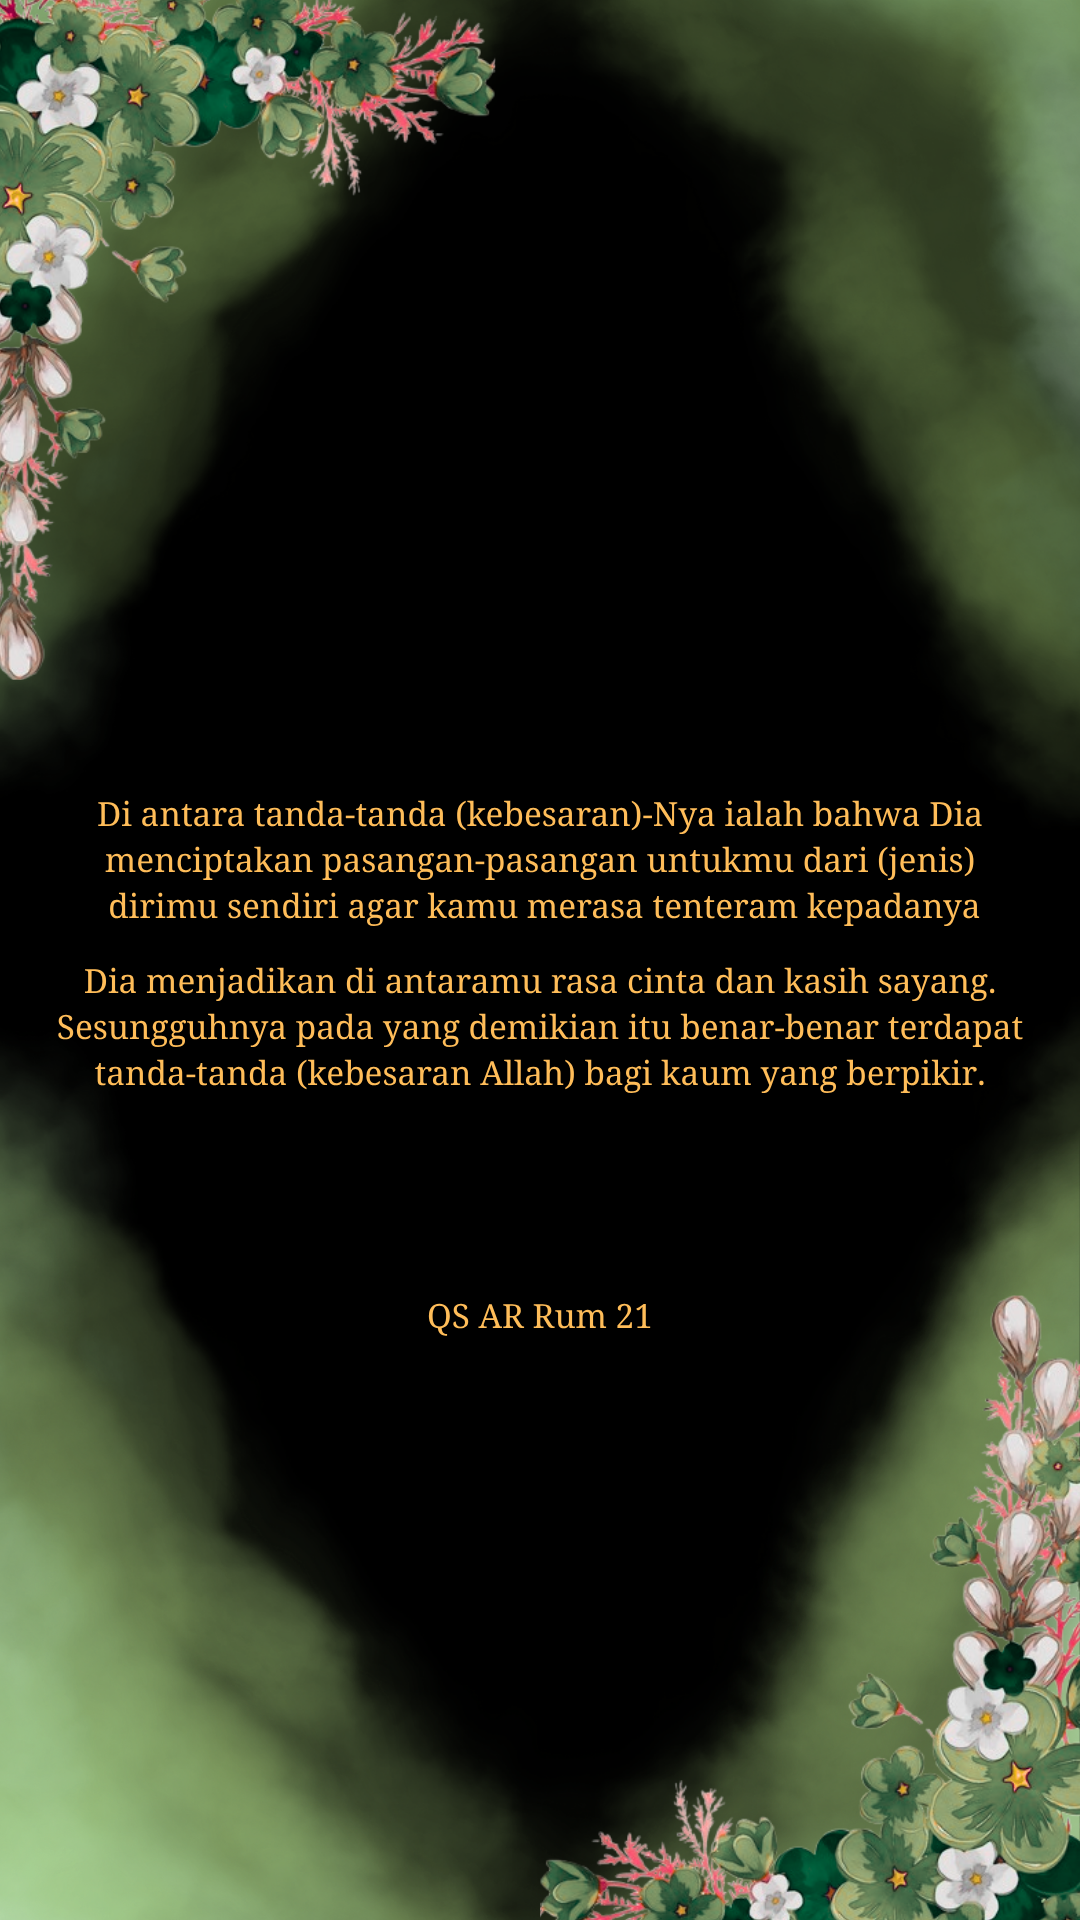 Di antara tanda-tanda (kebesaran)-Nya ialah bahwa Dia
menciptakan pasangan-pasangan untukmu dari (jenis)
dirimu sendiri agar kamu merasa tenteram kepadanya
Dia menjadikan di antaramu rasa cinta dan kasih sayang.
Sesungguhnya pada yang demikian itu benar-benar terdapat
tanda-tanda (kebesaran Allah) bagi kaum yang berpikir.
QS AR Rum 21